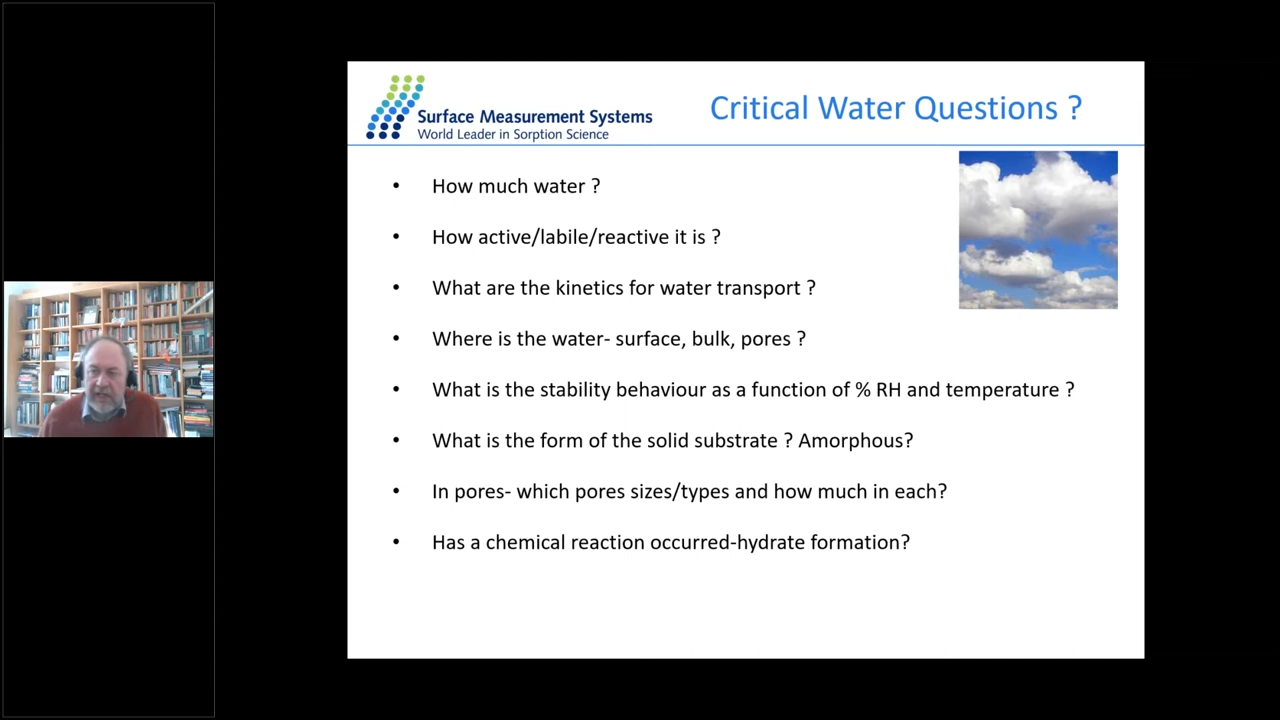 Surface Measurement Systems
World Leader in Sorption Science
Critical Water Questions ?
• How much water ?
• How active/labile/reactive it is ?
• What are the kinetics for water transport ?
• Where is the water- surface, bulk, pores ?
• What is the stability behaviour as a function of % RH and temperature ?
• What is the form of the solid substrate ? Amorphous?
• In pores- which pores sizes/types and how much in each?
• Has a chemical reaction occurred-hydrate formation?